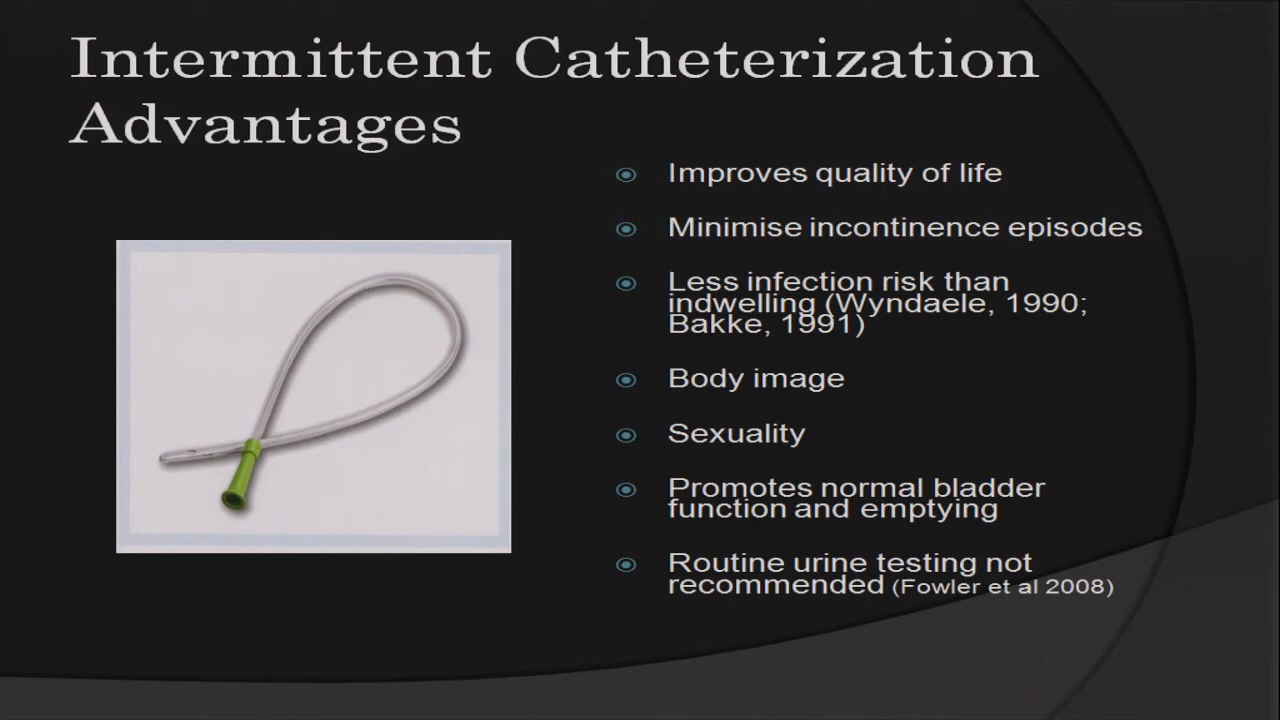 Intermittent Catheterization
Advantages
Improves quality of life
Minimise incontinence episodes
Less infection risk than
indwelling (Wyndaele, 1990;
Bakke, 1991)
Body image
Sexuality
Promotes normal bladder
function and emptying
Routine urine testing not
recommended (Fowler et al 2008)